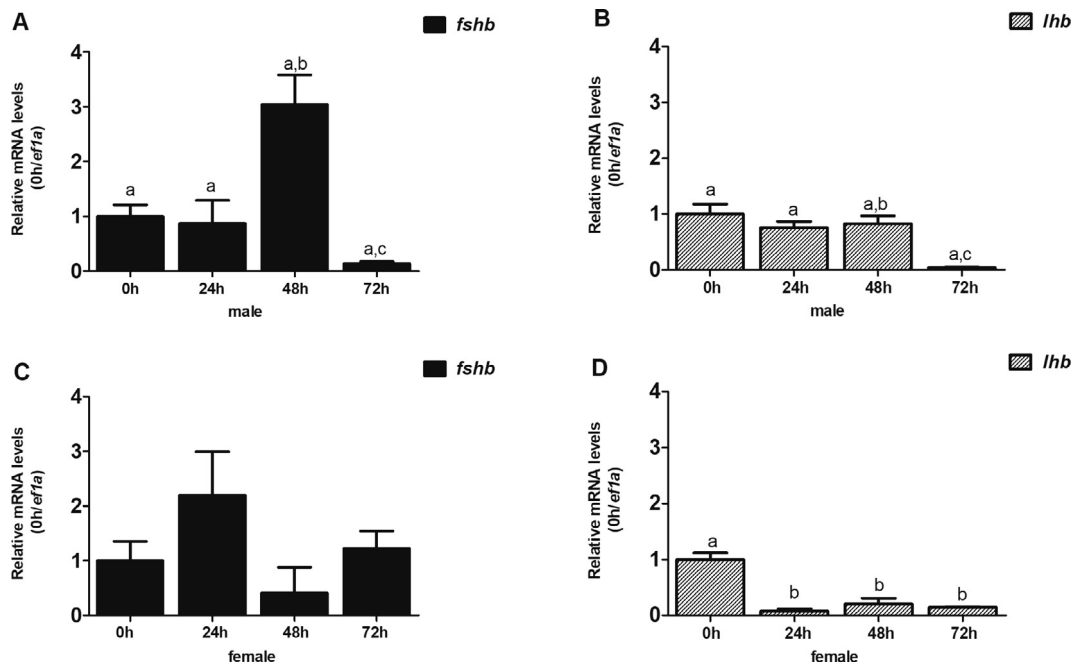 A
fshb
Relative mRNA levels
(0h/ef1a)
4
3
2
1
0
a
a
a,b
a,c
0h
24h
48h
72h
male
B
lhb
Relative mRNA levels
(0h/ef1a)
4
3
2
1
0
a
a
a,b
a,c
0h
24h
48h
72h
male
C
fshb
Relative mRNA levels
(0h/ef1a)
4
3
2
1
0
0h
24h
48h
72h
female
D
lhb
Relative mRNA levels
(0h/ef1a)
4
3
2
1
0
a
b
b
b
0h
24h
48h
72h
female